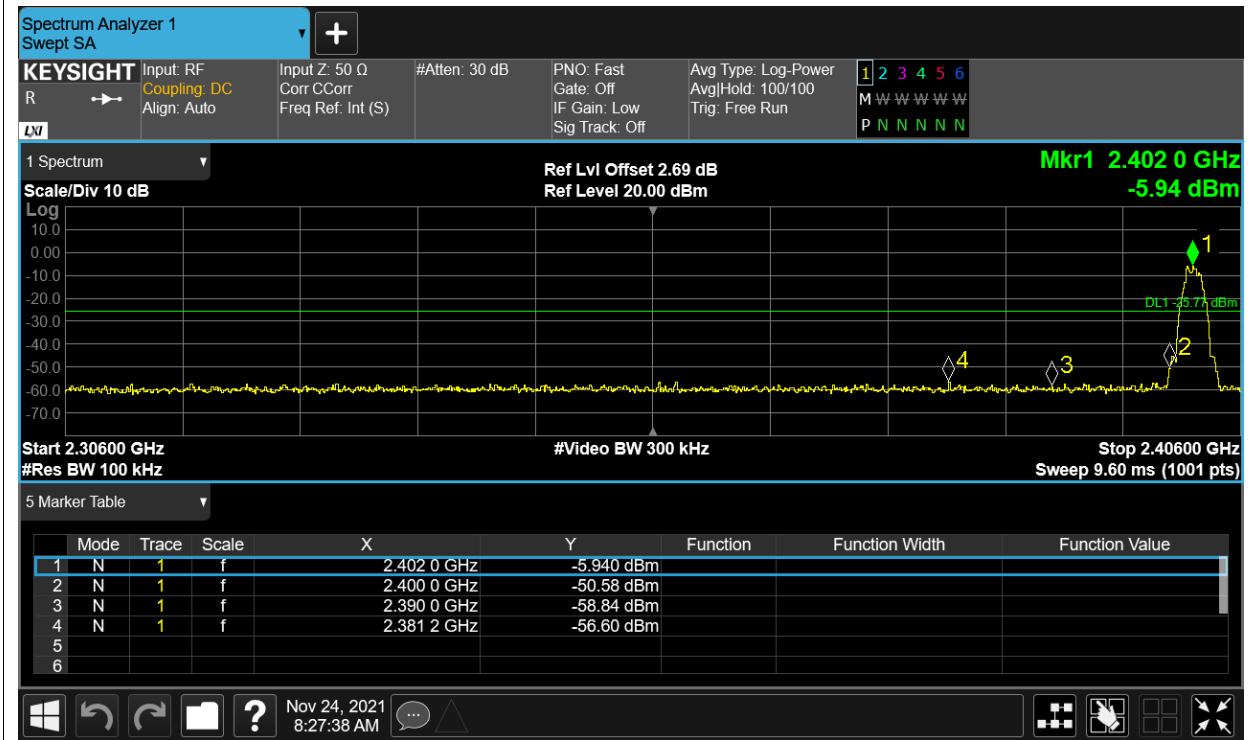 Spectrum Analyzer 1
Swept SA
KEYSIGHT Input: RF Input Z: 50 Ω #Atten: 30 dB PNO: Fast Avg Type: Log-Power 1 2 3 4 5 6
R Coupling: DC Corr CCorr Gate: Off Avg|Hold: 100/100 M W W W W W
Align: Auto Freq Ref: Int (S) IF Gain: Low Trig: Free Run
LXI Sig Track: Off P N N N N N N
1 Spectrum Ref Lvl Offset 2.69 dB Mkr1 2.402 0 GHz
Scale/Div 10 dB Ref Level 20.00 dBm -5.94 dBm
Log
10.0
0.00
-10.0
-20.0
-30.0
-40.0
-50.0
-60.0
-70.0
1
DL1 -25.77 dBm
2
4
3
Start 2.30600 GHz #Video BW 300 kHz Stop 2.40600 GHz
#Res BW 100 kHz Sweep 9.60 ms (1001 pts)
5 Marker Table
Mode Trace Scale X Y Function Function Width Function Value
1 N 1 f 2.402 0 GHz -5.940 dBm
2 N 1 f 2.400 0 GHz -50.58 dBm
3 N 1 f 2.390 0 GHz -58.84 dBm
4 N 1 f 2.381 2 GHz -56.60 dBm
5
6
Nov 24, 2021
8:27:38 AM